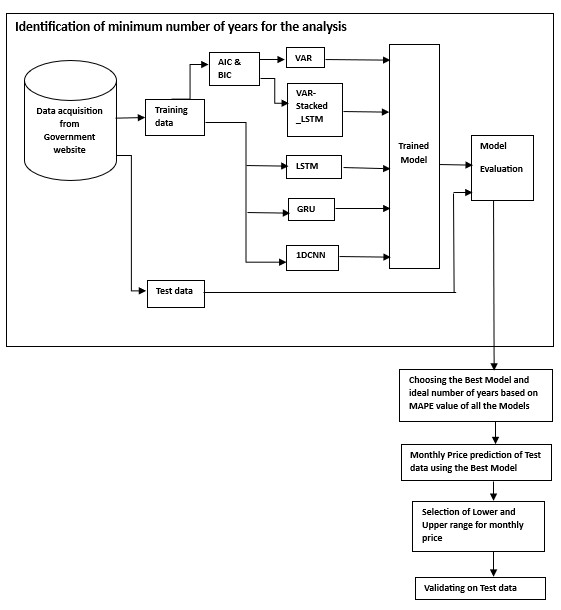 Identification of minimum number of years for the analysis
Data acquisition
from
Government
website
Training
data
AIC &
BIC
VAR
VAR-
Stacked
_LSTM
LSTM
GRU
1DCNN
Trained
Model
Model
Evaluation
Test data
Choosing the Best Model and
ideal number of years based on
MAPE value of all the Models
Monthly Price prediction of Test
data using the Best Model
Selection of Lower and
Upper range for monthly
price
Validating on Test data